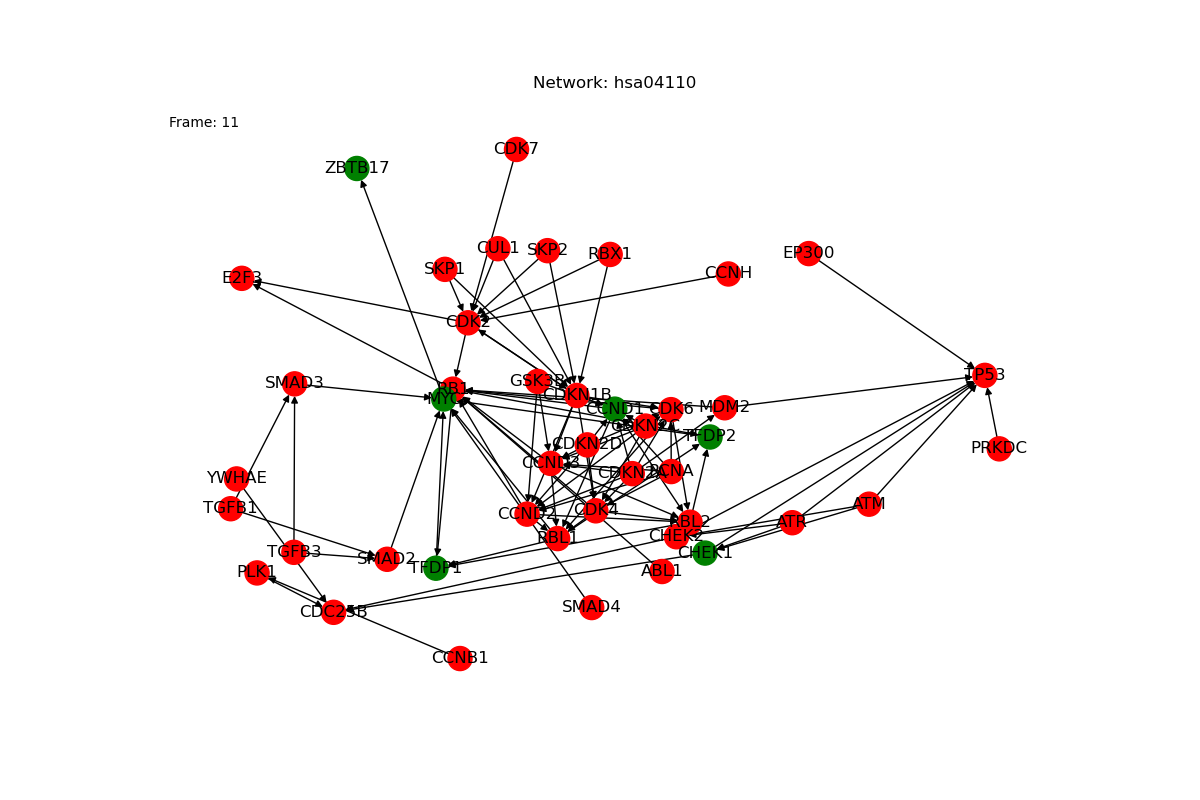 Network: hsa04110
Frame: 11
CDK7
ZBTB17
CUL1
SKP2
RBX1
EP300
SKP1
CCNH
E2F3
CDK2
TP53
SMAD3
GSK3B
RB1
CDKN1B
MYC
CCND1
CDK6
MDM2
TFDP2
CDKN2D
PRKDC
CCND3
CDKN2A
PCNA
YWHAE
TGFB1
ATM
CCND2
CDK4
ABL2
ATR
RBL1
CHEK2
TGFB3
CHEK1
SMAD2
TFDP1
PLK1
ABL1
SMAD4
CDC25B
CCNB1